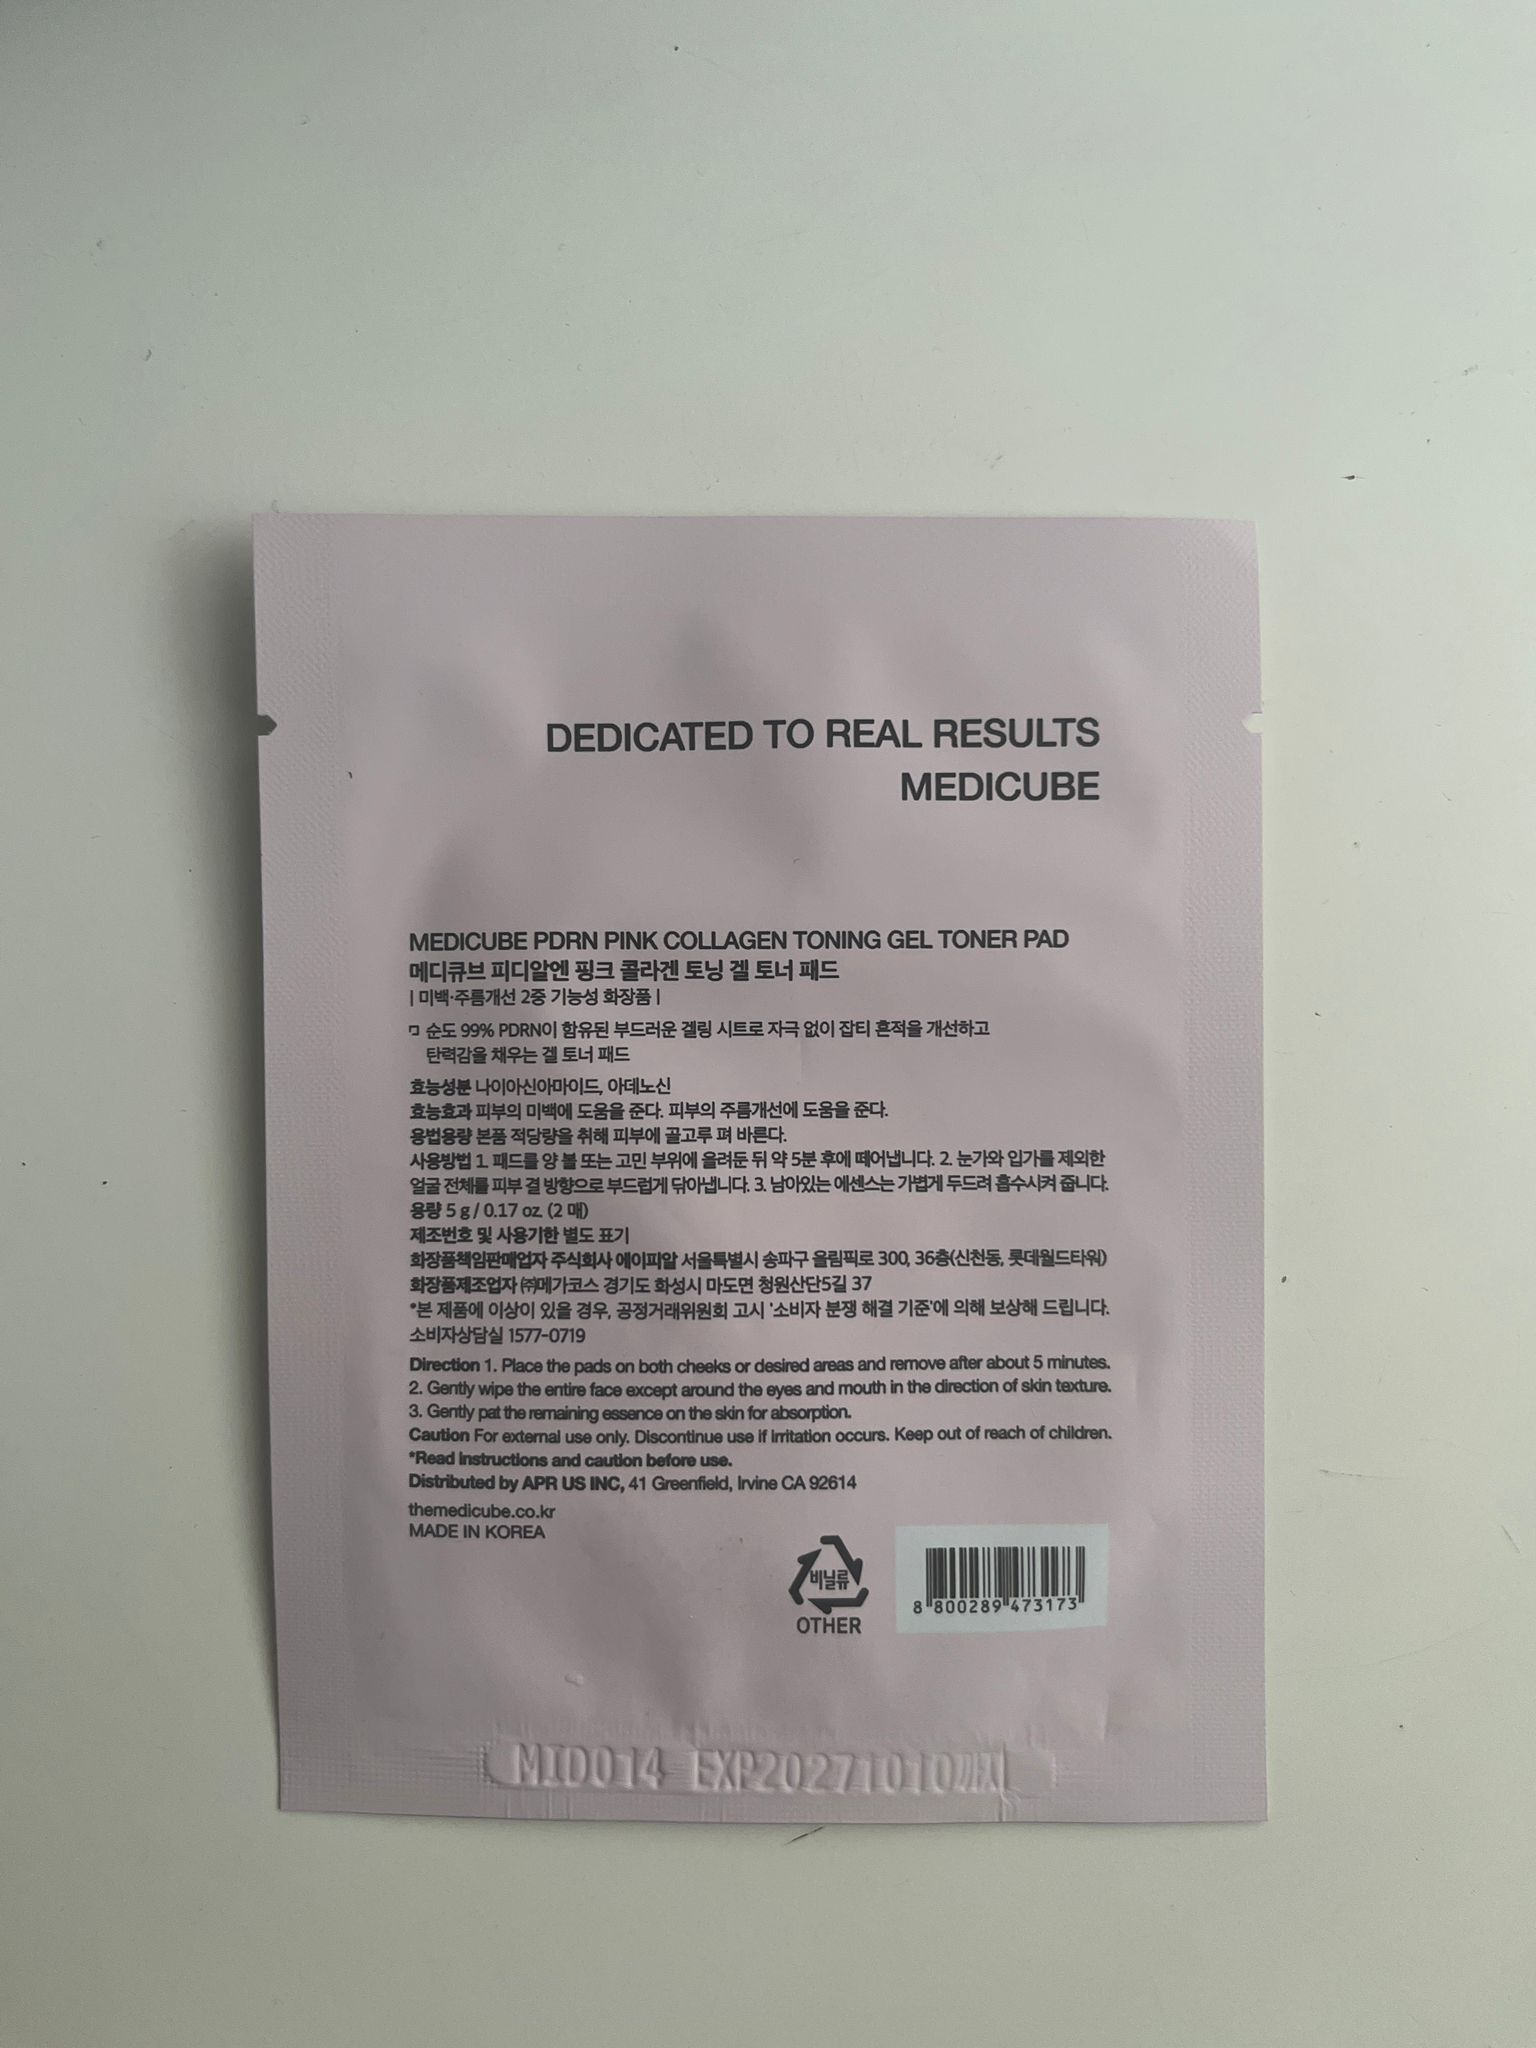 DEDICATED TO REAL RESULTS
MEDICUBE
MEDICUBE PDRN PINK COLLAGEN TONING GEL TONER PAD
메디큐브 피디알엔 핑크 콜라겐 토닝 겔 토너 패드
| 미백·주름개선 2중 기능성 화장품 |
순도 99% PDRN이 함유된 부드러운 겔링 시트로 자극 없이 잡티 흔적을 개선하고
탄력감을 채우는 겔 토너 패드
효능성분 나이아신아마이드, 아데노신
효능효과 피부의 미백에 도움을 준다. 피부의 주름개선에 도움을 준다.
용법용량 본품 적당량을 취해 피부에 골고루 펴 바른다.
사용방법 1. 패드를 양 볼 또는 고민 부위에 올려둔 뒤 약 5분 후에 떼어냅니다. 2. 눈가와 입가를 제외한
얼굴 전체를 피부 결 방향으로 부드럽게 닦아냅니다. 3. 남아있는 에센스는 가볍게 두드려 흡수시켜 줍니다.
용량 5 g / 0.17 oz. (2 매)
제조번호 및 사용기한 별도 표기
화장품책임판매업자 주식회사 에이피알 서울특별시 송파구 올림픽로 300, 36층(신천동, 롯데월드타워)
화장품제조업자 ㈜메가코스 경기도 화성시 마도면 청원산단5길 37
*본 제품에 이상이 있을 경우, 공정거래위원회 고시 '소비자 분쟁 해결 기준'에 의해 보상해 드립니다.
소비자상담실 1577-0719
Direction 1. Place the pads on both cheeks or desired areas and remove after about 5 minutes.
2. Gently wipe the entire face except around the eyes and mouth in the direction of skin texture.
3. Gently pat the remaining essence on the skin for absorption.
Caution For external use only. Discontinue use if irritation occurs. Keep out of reach of children.
*Read instructions and caution before use.
Distributed by APR US INC, 41 Greenfield, Irvine CA 92614
themedicube.co.kr
MADE IN KOREA
비닐류
OTHER
8 800289 473173
MID014 EXP20271010까지